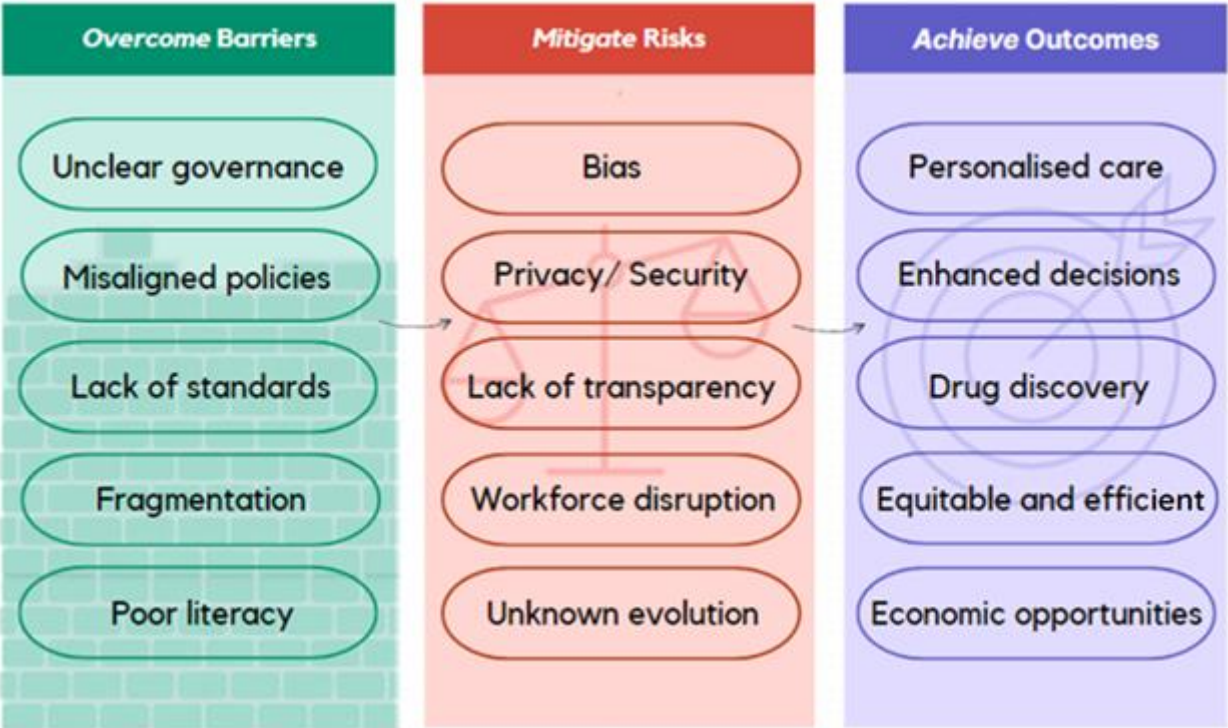 Overcome Barriers
Unclear governance
Misaligned policies
Lack of standards
Fragmentation
Poor literacy
Mitigate Risks
Bias
Privacy/ Security
Lack of transparency
Workforce disruption
Unknown evolution
Achieve Outcomes
Personalised care
Enhanced decisions
Drug discovery
Equitable and efficient
Economic opportunities